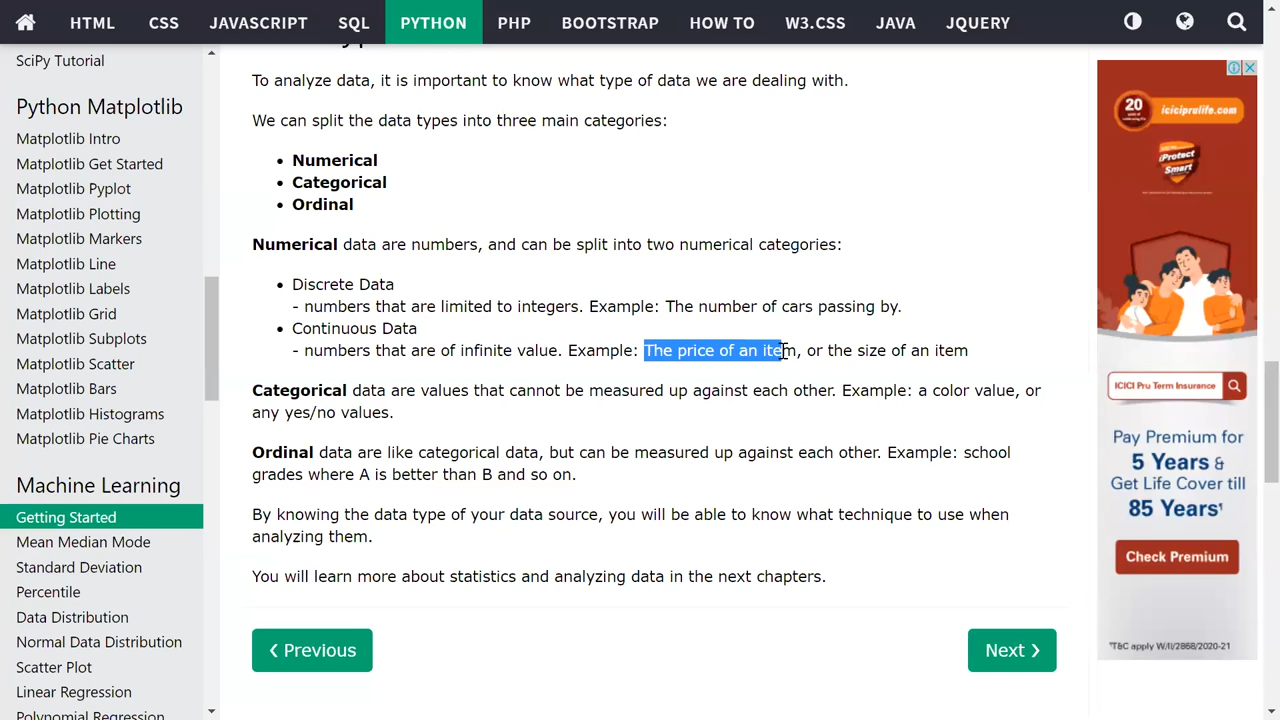 HTML CSS JAVASCRIPT SQL PYTHON PHP BOOTSTRAP HOW TO W3.CSS JAVA JQUERY
SciPy Tutorial
Python Matplotlib
Matplotlib Intro
Matplotlib Get Started
Matplotlib Pyplot
Matplotlib Plotting
Matplotlib Markers
Matplotlib Line
Matplotlib Labels
Matplotlib Grid
Matplotlib Subplots
Matplotlib Scatter
Matplotlib Bars
Matplotlib Histograms
Matplotlib Pie Charts
Machine Learning
Getting Started
Mean Median Mode
Standard Deviation
Percentile
Data Distribution
Normal Data Distribution
Scatter Plot
Linear Regression
Polynomial Regression
To analyze data, it is important to know what type of data we are dealing with.
We can split the data types into three main categories:
• Numerical
• Categorical
• Ordinal
Numerical data are numbers, and can be split into two numerical categories:
• Discrete Data
- numbers that are limited to integers. Example: The number of cars passing by.
• Continuous Data
- numbers that are of infinite value. Example: The price of an item, or the size of an item
Categorical data are values that cannot be measured up against each other. Example: a color value, or
any yes/no values.
Ordinal data are like categorical data, but can be measured up against each other. Example: school
grades where A is better than B and so on.
By knowing the data type of your data source, you will be able to know what technique to use when
analyzing them.
You will learn more about statistics and analyzing data in the next chapters.
❮ Previous
Next ❯
20
iciciprulife.com
iProtect
Smart
ICICI Pru Term Insurance
Pay Premium for
5 Years &
Get Life Cover till
85 Years¹
Check Premium
¹T&C apply W/II/2868/2020-21